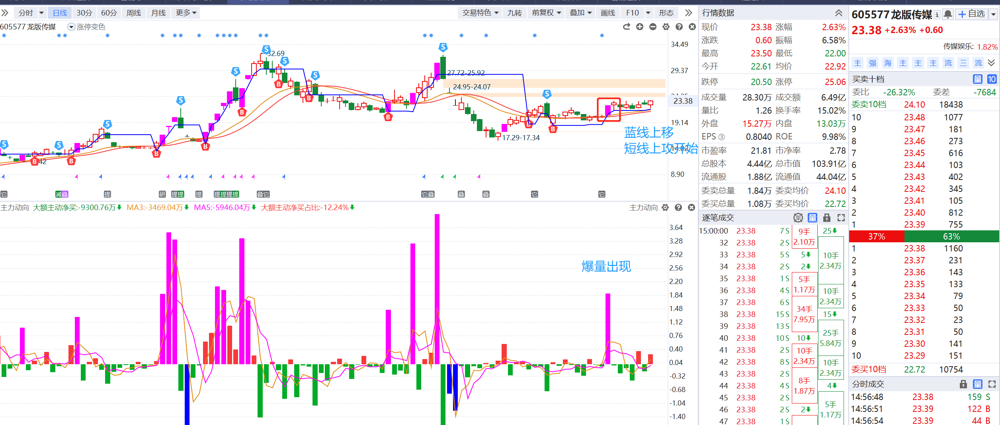 分时 日线 30分 60分 周线 月线 更多 交易特色 九转 前复权 叠加 画线 F10 形态
605577 龙版传媒 涨停变色
32.69
27.72-25.92
24.95-24.07
17.29-17.34
42
34.49
29.37
23.38
19.14
14.02
8.90
蓝线上移
短线上攻开始
它 减 叠 提 研 提 提 提 提 提 提 提 叠 它 它 叠 叠 叠 它 它
主力动向 大额主动净买:-9300.76万 MA3:-3469.04万 MA5:-5946.04万 大额主动净买占比:-12.24% 主力动向
爆量出现
3.64
3.28
2.92
2.56
2.20
1.84
1.48
1.12
0.76
0.40
0.04
-0.32
-0.68
-1.04
-1.40
行情数据
现价 23.38 涨幅 2.63%
涨跌 0.60 振幅 6.58%
最高 23.50 最低 22.00
今开 22.61 均价 22.92
跌停 20.50 涨停 25.06
成交量 28.30万 成交额 6.49亿
量比 1.26 换手率 15.02%
外盘 15.27万 内盘 13.03万
EPS③ 0.8040 ROE 9.98%
市盈率 21.81 市净率 2.78
总股本 4.44亿 总市值 103.91亿
流通股 1.88亿 流通值 44.04亿
委卖总量 1.84万 委卖均价 24.10
委买总量 1.08万 委买均价 22.72
逐笔成交 单 量
15:00:00 23.38 7 S
32 23.38 2 S
33 23.38 5 S
34 23.38 2 S
35 23.38 1 S
36 23.38 4 S
37 23.38 6 S
38 23.38 15 S
39 23.38 13 S
40 23.38 10 S
41 23.38 2 S
42 23.38 8 S
43 23.38 2 S
44 23.38 4 S
45 23.38 2 S
46 23.38 2 S
47 23.38 1 S
9手
2.10万
5
2
5手
1.17万
34手
7.95万
10
10手
2.34万
8手
1.87万
2
25
10手
2.34万
10手
2.34万
15
25手
5.84万
10手
2.34万
4
5手
1.17万
605577 龙版传媒 自选
23.38 +2.63% +0.60
传媒娱乐: 1.82%
主 强 海 主 主 主 流 三 流
买卖十档 量 10
委比 -26.32% 委差 -7684
委卖10档 24.10 18438
10 23.48 1077
9 23.47 181
8 23.46 273
7 23.45 616
6 23.44 103
5 23.43 402
4 23.42 345
3 23.41 105
2 23.40 812
1 23.39 755
37% 63%
1 23.38 1160
2 23.37 231
3 23.36 143
4 23.35 133
5 23.34 79
6 23.33 50
7 23.32 23
8 23.31 50
9 23.30 141
10 23.29 151
委买10档 22.72 10754
分时成交 量
14:56:48 23.38 159 S
14:56:51 23.39 122 B
14:56:54 23.39 44 B